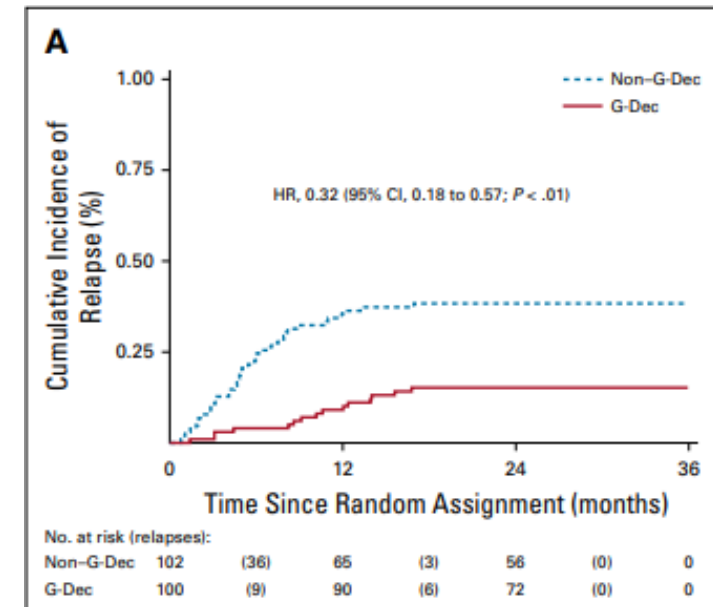 A
1.00
Non–G-Dec
G-Dec
0.75
HR, 0.32 (95% CI, 0.18 to 0.57; P < .01)
Cumulative Incidence of
Relapse (%)
0.50
0.25
0
12
24
36
Time Since Random Assignment (months)
No. at risk (relapses):
Non–G-Dec 102 (36) 65 (3) 56 (0) 0
G-Dec 100 (9) 90 (6) 72 (0) 0